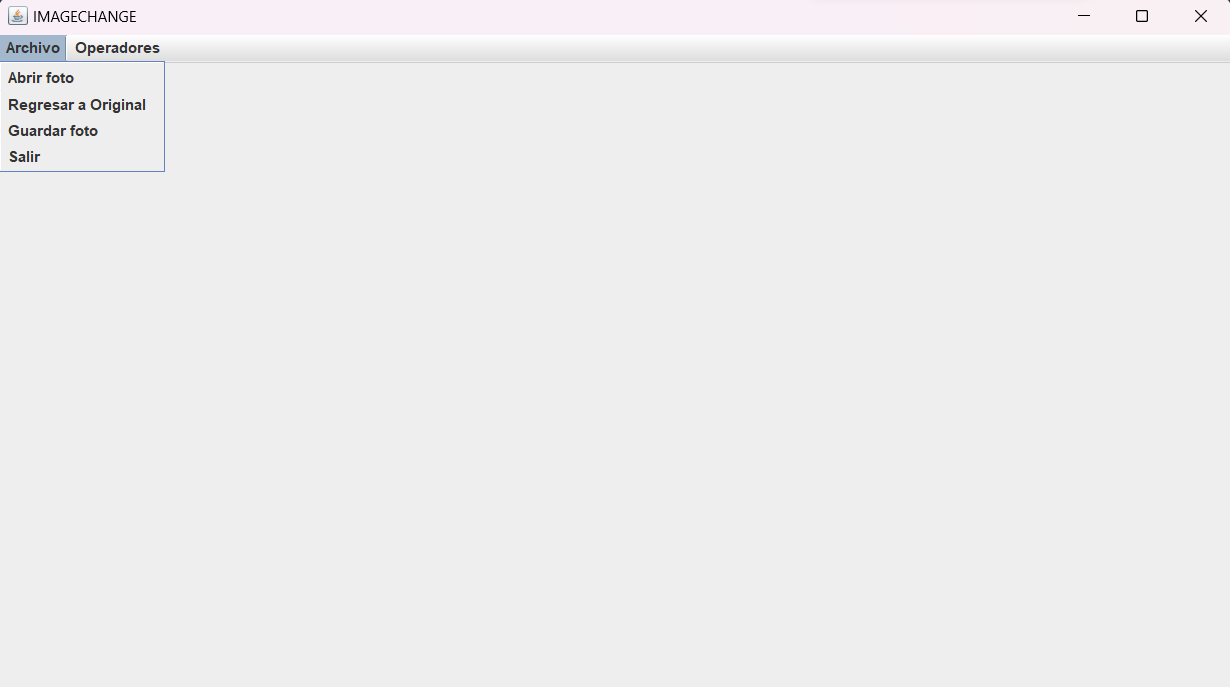 IMAGECHANGE
Archivo Operadores
Abrir foto
Regresar a Original
Guardar foto
Salir